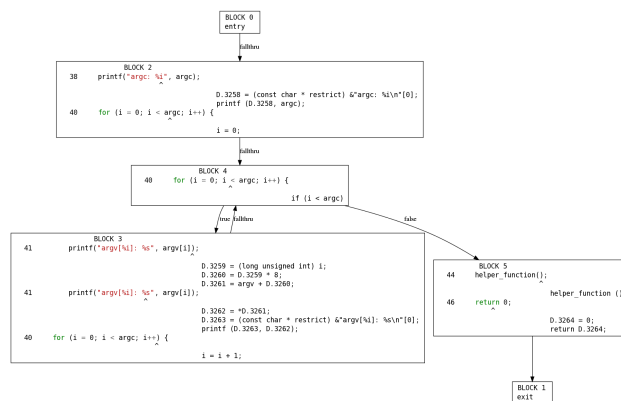 BLOCK 0
entry
fallthru
BLOCK 2
38 printf("argc: %i", argc);
^
D.3258 = (const char * restrict) &"argc: %i\n"[0];
printf (D.3258, argc);
40 for (i = 0; i < argc; i++) {
^
i = 0;
fallthru
BLOCK 4
40 for (i = 0; i < argc; i++) {
^
if (i < argc)
true fallthru
false
BLOCK 3
41 printf("argv[%i]: %s", argv[i]);
^
D.3259 = (long unsigned int) i;
D.3260 = D.3259 * 8;
D.3261 = argv + D.3260;
41 printf("argv[%i]: %s", argv[i]);
^
D.3262 = *D.3261;
D.3263 = (const char * restrict) &"argv[%i]: %s\n"[0];
printf (D.3263, D.3262);
40 for (i = 0; i < argc; i++) {
^
i = i + 1;
BLOCK 5
44 helper_function();
^
helper_function ()
46 return 0;
^
D.3264 = 0;
return D.3264;
BLOCK 1
exit